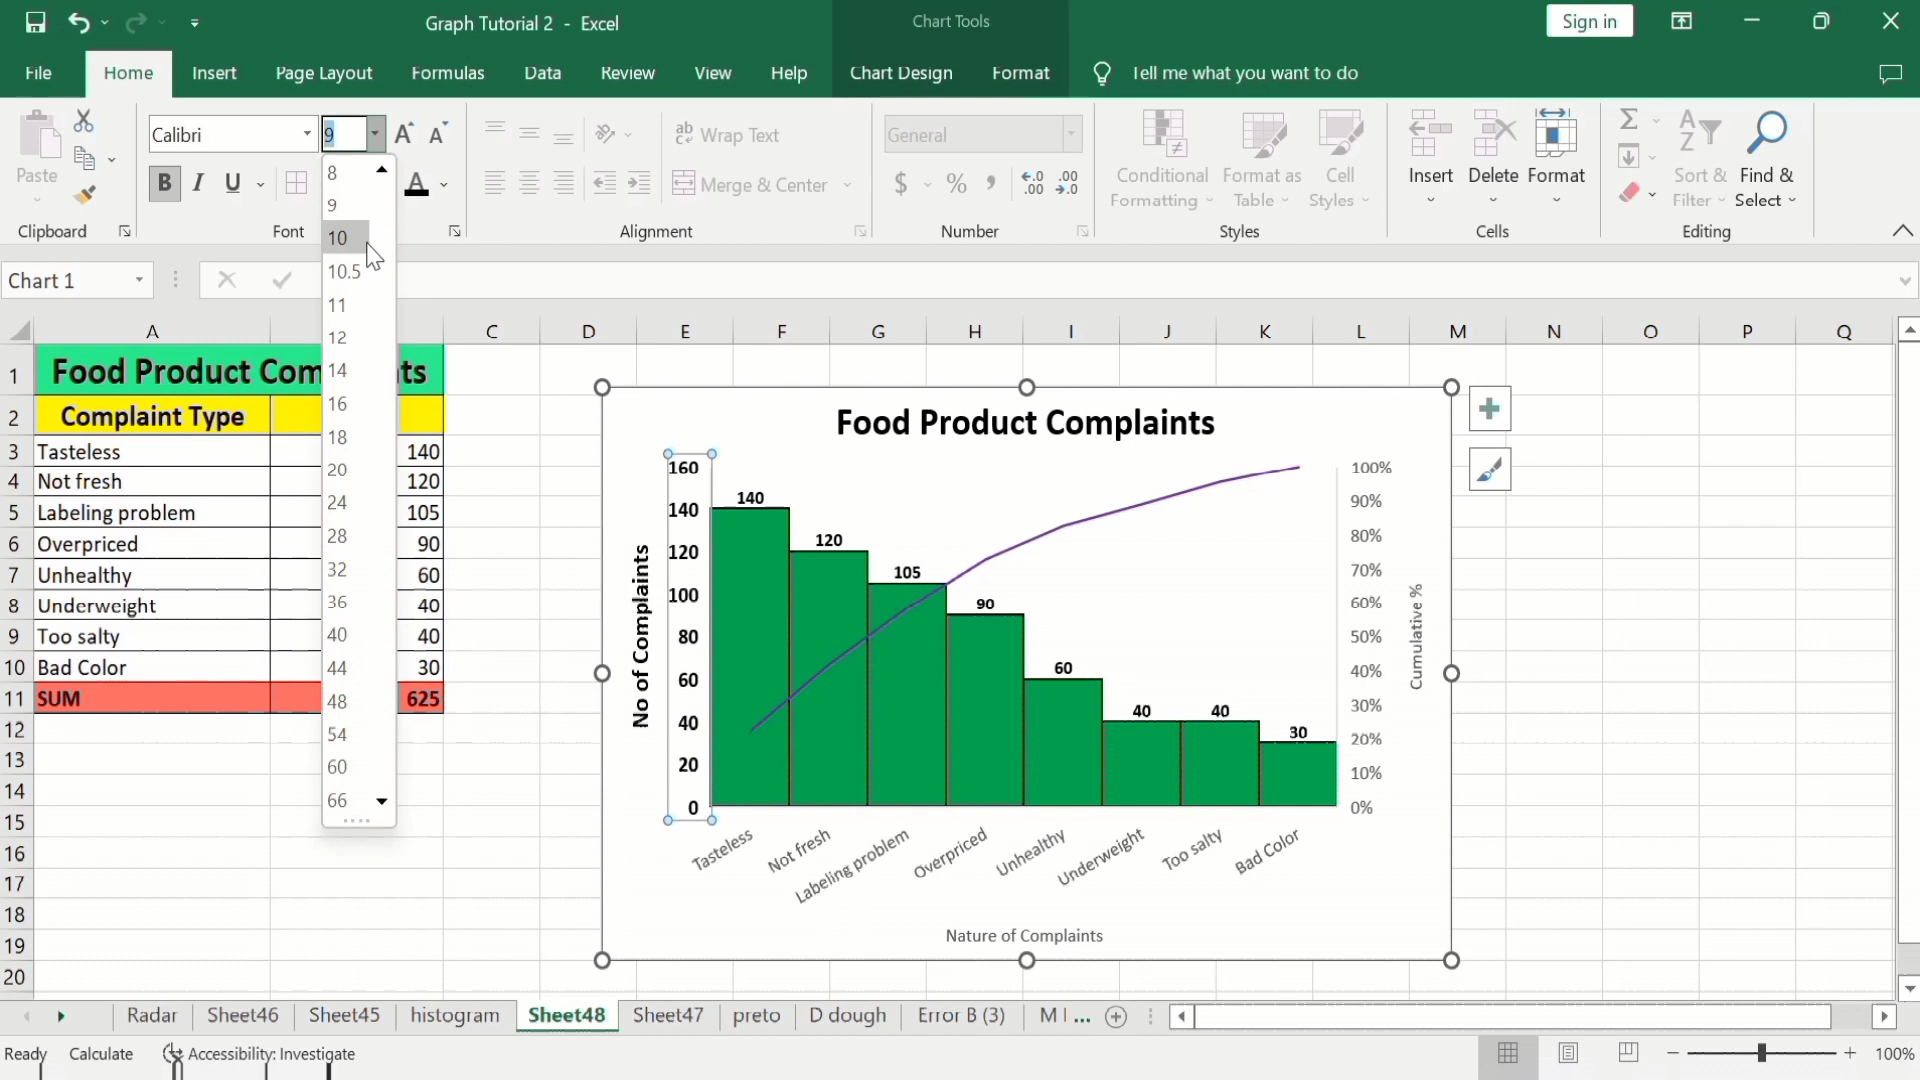 Graph Tutorial 2 - Excel
Chart Tools
Sign in
File Home Insert Page Layout Formulas Data Review View Help Chart Design Format Tell me what you want to do
Paste
Clipboard
Calibri
9
A A
B I U A
Font
ab Wrap Text
Merge & Center
Alignment
General
$ % , .00 .00
Number
Conditional Formatting
Format as Table
Cell Styles
Styles
Insert Delete Format
Cells
Sort & Filter
Find & Select
Editing
8
9
10
10.5
11
12
14
16
18
20
24
28
32
36
40
44
48
54
60
66
Chart 1
A C D E F G H I J K L M N O P Q
1 Food Product Com ts
2 Complaint Type
3 Tasteless 140
4 Not fresh 120
5 Labeling problem 105
6 Overpriced 90
7 Unhealthy 60
8 Underweight 40
9 Too salty 40
10 Bad Color 30
11 SUM 625
12
13
14
15
16
17
18
19
20
Food Product Complaints
No of Complaints
160
140
120
100
80
60
40
20
0
140 120 105 90 60 40 40 30
100%
90%
80%
70%
60%
50%
40%
30%
20%
10%
0%
Cumulative %
Tasteless Not fresh Labeling problem Overpriced Unhealthy Underweight Too salty Bad Color
Nature of Complaints
Radar Sheet46 Sheet45 histogram Sheet48 Sheet47 preto D dough Error B (3) M I ...
Ready Calculate Accessibility: Investigate 100%